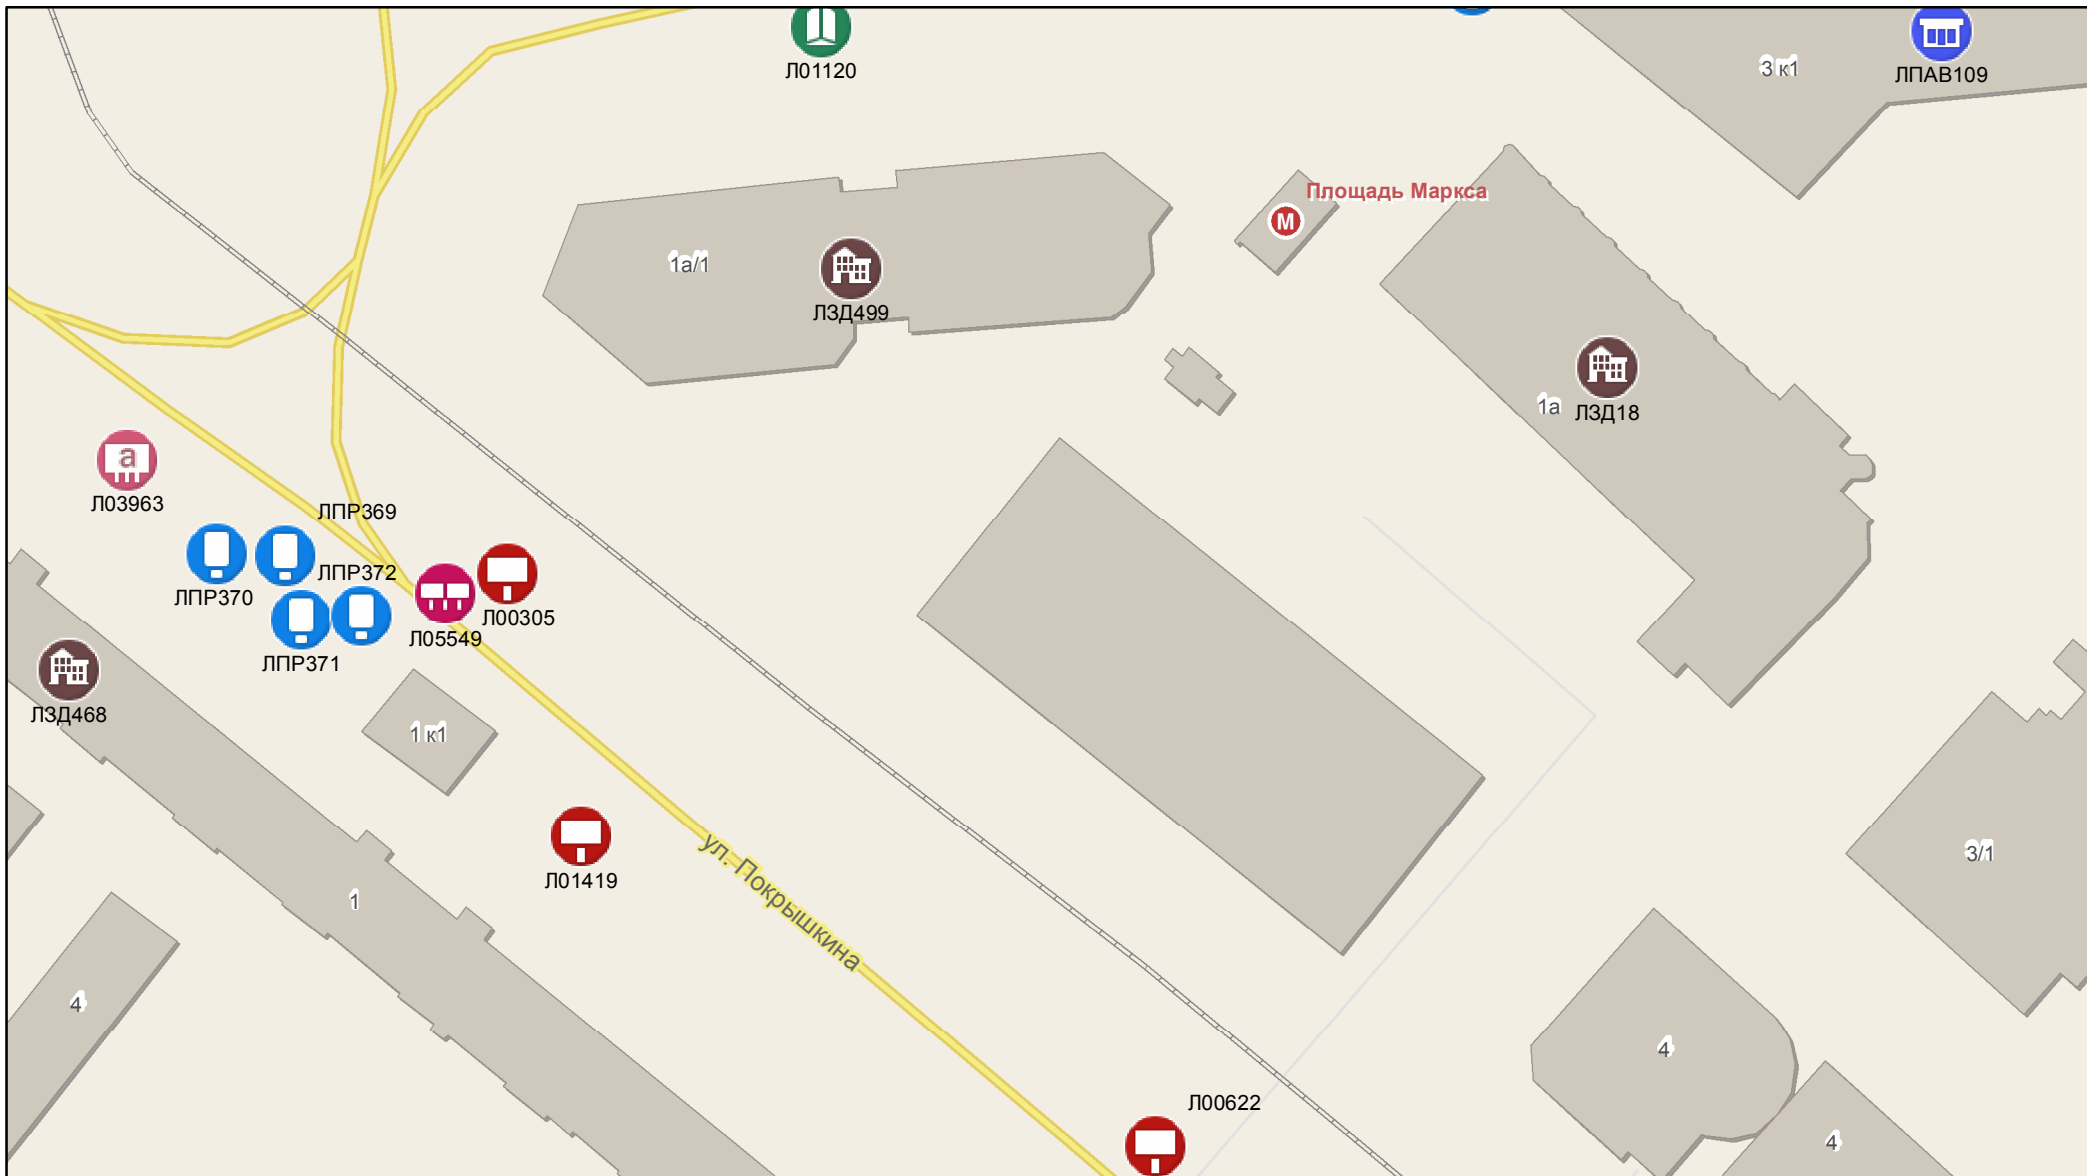 Л01120
3 к1
ЛПАВ109
Площадь Маркса
М
1а/1
ЛЗД499
1а
ЛЗД18
а
Л03963
ЛПР369
ЛПР372
ЛПР370
Л00305
Л05549
ЛПР371
ЛЗД468
1 к1
ул. Покрышкина
Л01419
3/1
1
4
4
Л00622
4